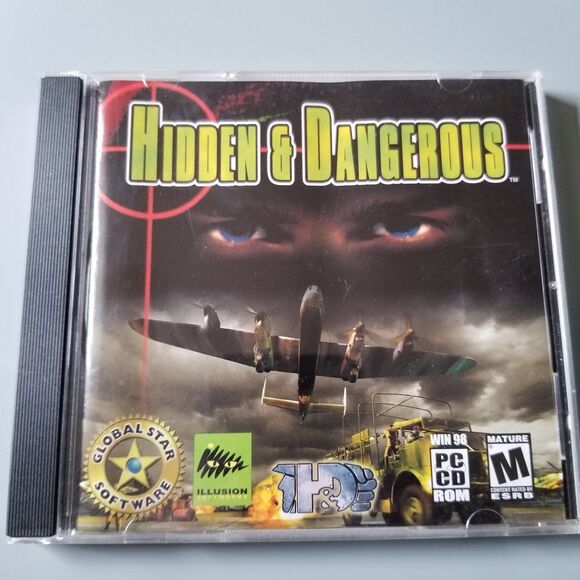 HIDDEN & DANGEROUS TM
GLOBAL STAR
SOFTWARE
ILLUSION
SOFTWORKS
H&D
WIN 98
PC
CD
ROM
MATURE
M
CONTENT RATED BY
ESRB